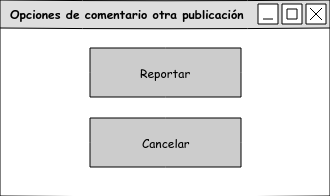 Opciones de comentario otra publicación
Reportar
Cancelar